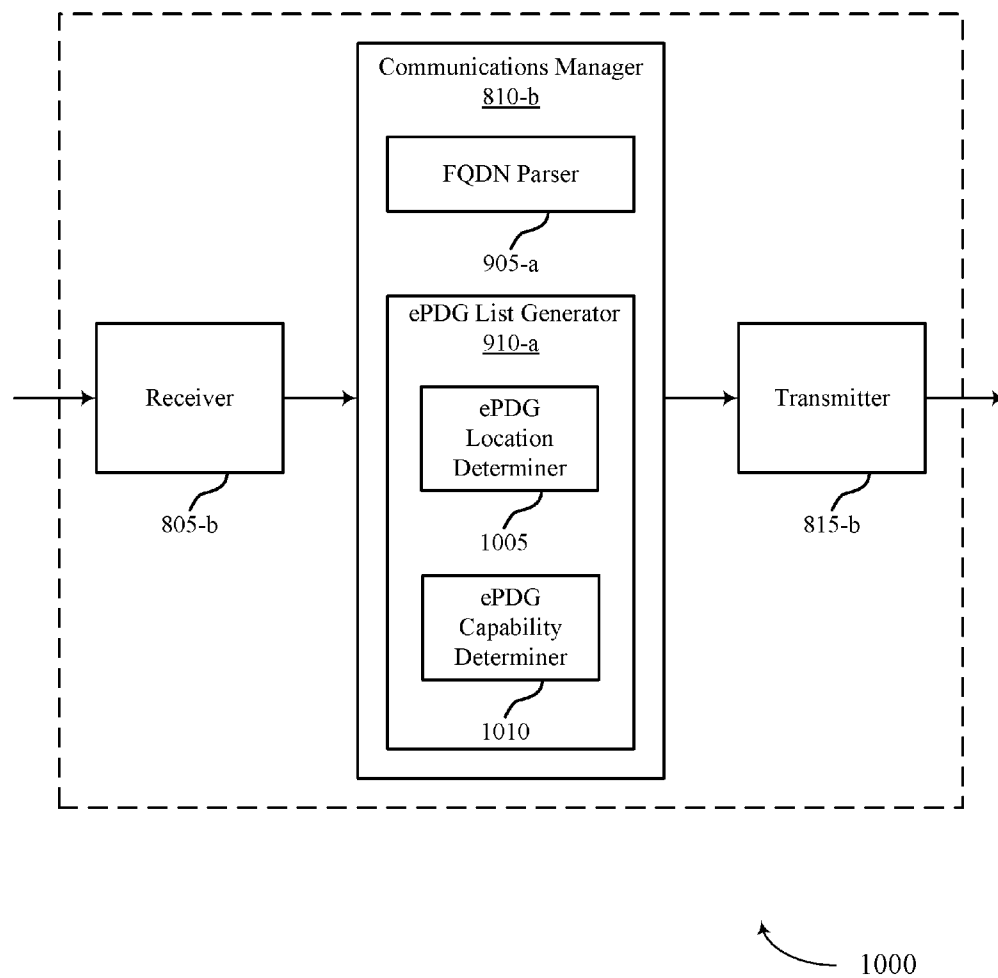 Communications Manager
810-b
FQDN Parser
905-a
ePDG List Generator
910-a
Receiver
805-b
ePDG
Location
Determiner
1005
Transmitter
815-b
ePDG
Capability
Determiner
1010
1000